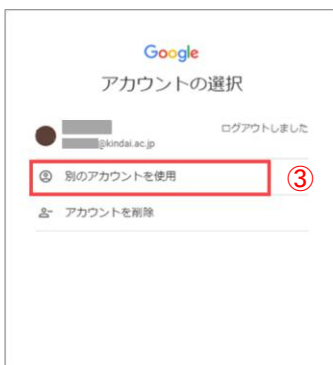 Google
アカウントの選択
ログアウトしました
@kindai.ac.jp
別のアカウントを使用
③
アカウントを削除